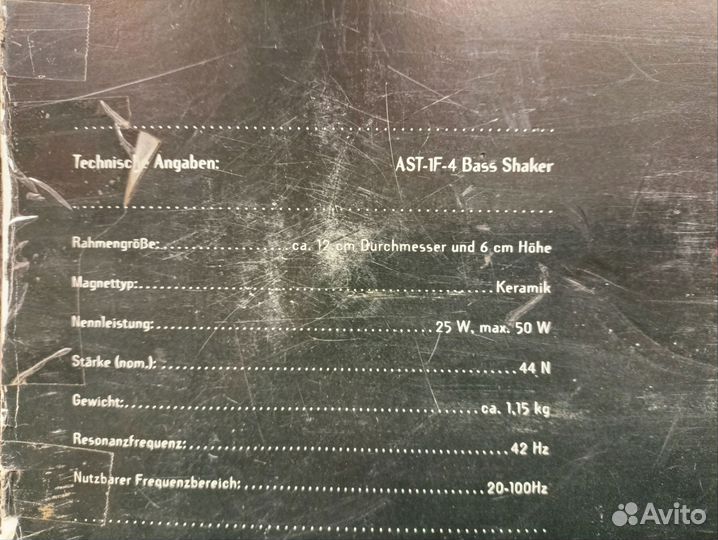 Technische Angaben: AST-1F-4 Bass Shaker
Rahmengröße: ca. 12 cm Durchmesser und 6 cm Höhe
Magnettyp: Keramik
Nennleistung: 25 W, max. 50 W
Stärke (nom.): 44 N
Gewicht: ca. 1,15 kg
Resonanzfrequenz: 42 Hz
Nutzbarer Frequenzbereich: 20-100Hz
Avito